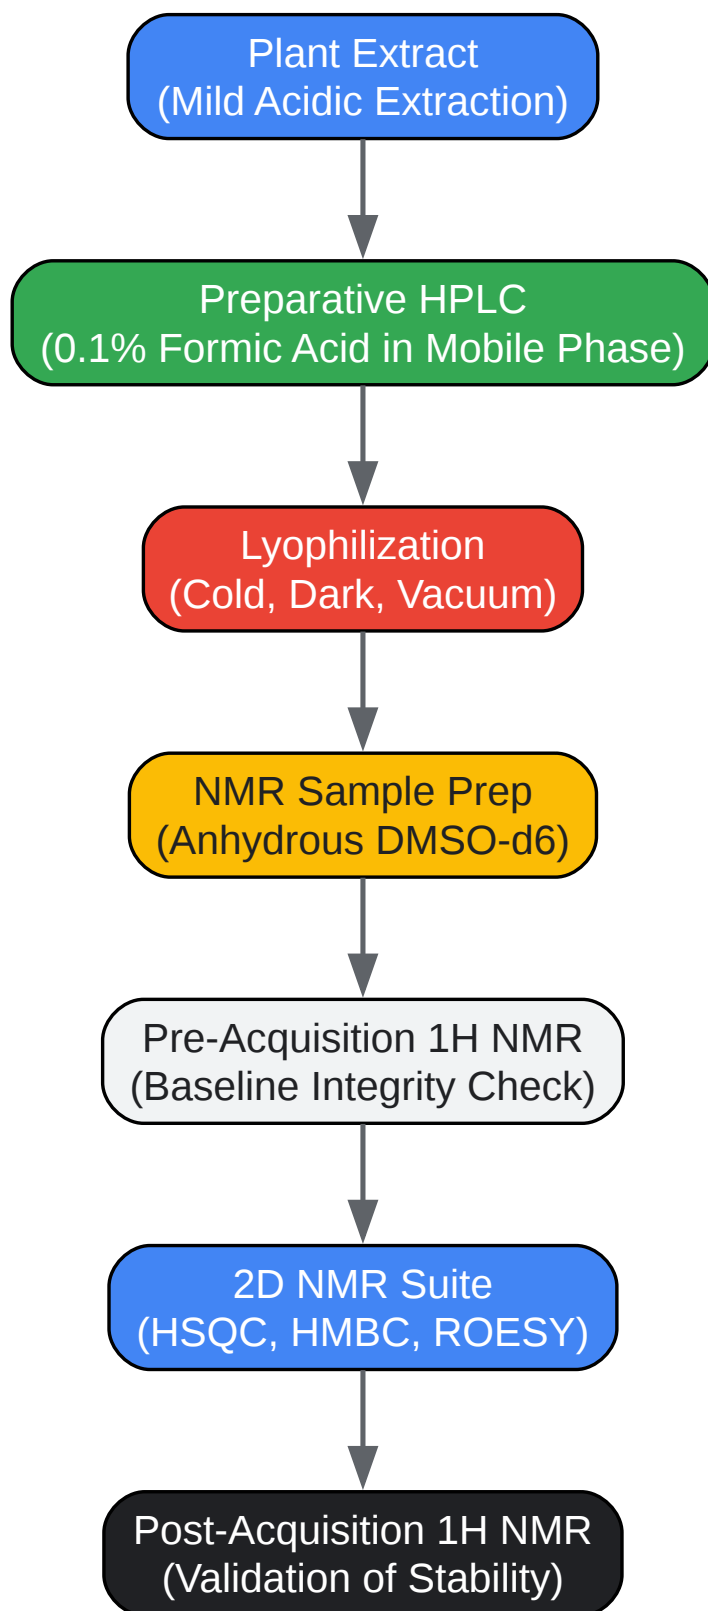 Plant Extract
(Mild Acidic Extraction)
Preparative HPLC
(0.1% Formic Acid in Mobile Phase)
Lyophilization
(Cold, Dark, Vacuum)
NMR Sample Prep
(Anhydrous DMSO-d6)
Pre-Acquisition 1H NMR
(Baseline Integrity Check)
2D NMR Suite
(HSQC, HMBC, ROESY)
Post-Acquisition 1H NMR
(Validation of Stability)